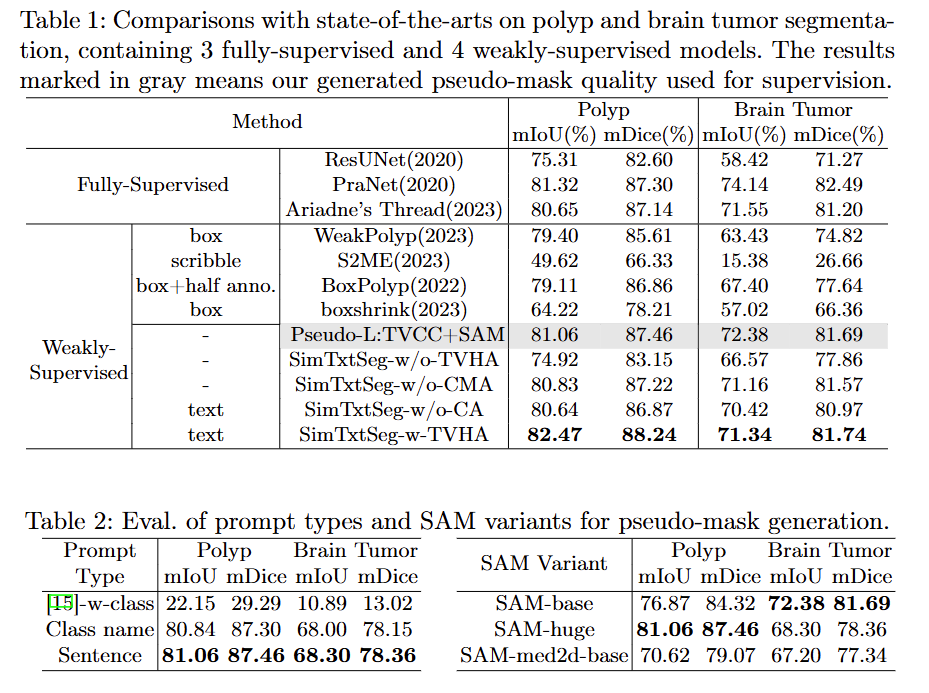 Table 1: Comparisons with state-of-the-arts on polyp and brain tumor segmenta-
tion, containing 3 fully-supervised and 4 weakly-supervised models. The results
marked in gray means our generated pseudo-mask quality used for supervision.
Method Polyp Brain Tumor
mIoU(%) mDice(%) mIoU(%) mDice(%)
Fully-Supervised
ResUNet(2020) 75.31 82.60 58.42 71.27
PraNet(2020) 81.32 87.30 74.14 82.49
Ariadne's Thread(2023) 80.65 87.14 71.55 81.20
Weakly-
Supervised
box WeakPolyp(2023) 79.40 85.61 63.43 74.82
scribble S2ME(2023) 49.62 66.33 15.38 26.66
box+half anno. BoxPolyp(2022) 79.11 86.86 67.40 77.64
box boxshrink(2023) 64.22 78.21 57.02 66.36
- Pseudo-L:TVCC+SAM 81.06 87.46 72.38 81.69
- SimTxtSeg-w/o-TVHA 74.92 83.15 66.57 77.86
- SimTxtSeg-w/o-CMA 80.83 87.22 71.16 81.57
text SimTxtSeg-w/o-CA 80.64 86.87 70.42 80.97
text SimTxtSeg-w-TVHA 82.47 88.24 71.34 81.74
Table 2: Eval. of prompt types and SAM variants for pseudo-mask generation.
Prompt Polyp Brain Tumor
Type mIoU mDice mIoU mDice
[15]-w-class 22.15 29.29 10.89 13.02
Class name 80.84 87.30 68.00 78.15
Sentence 81.06 87.46 68.30 78.36
SAM Variant Polyp Brain Tumor
mIoU mDice mIoU mDice
SAM-base 76.87 84.32 72.38 81.69
SAM-huge 81.06 87.46 68.30 78.36
SAM-med2d-base 70.62 79.07 67.20 77.34